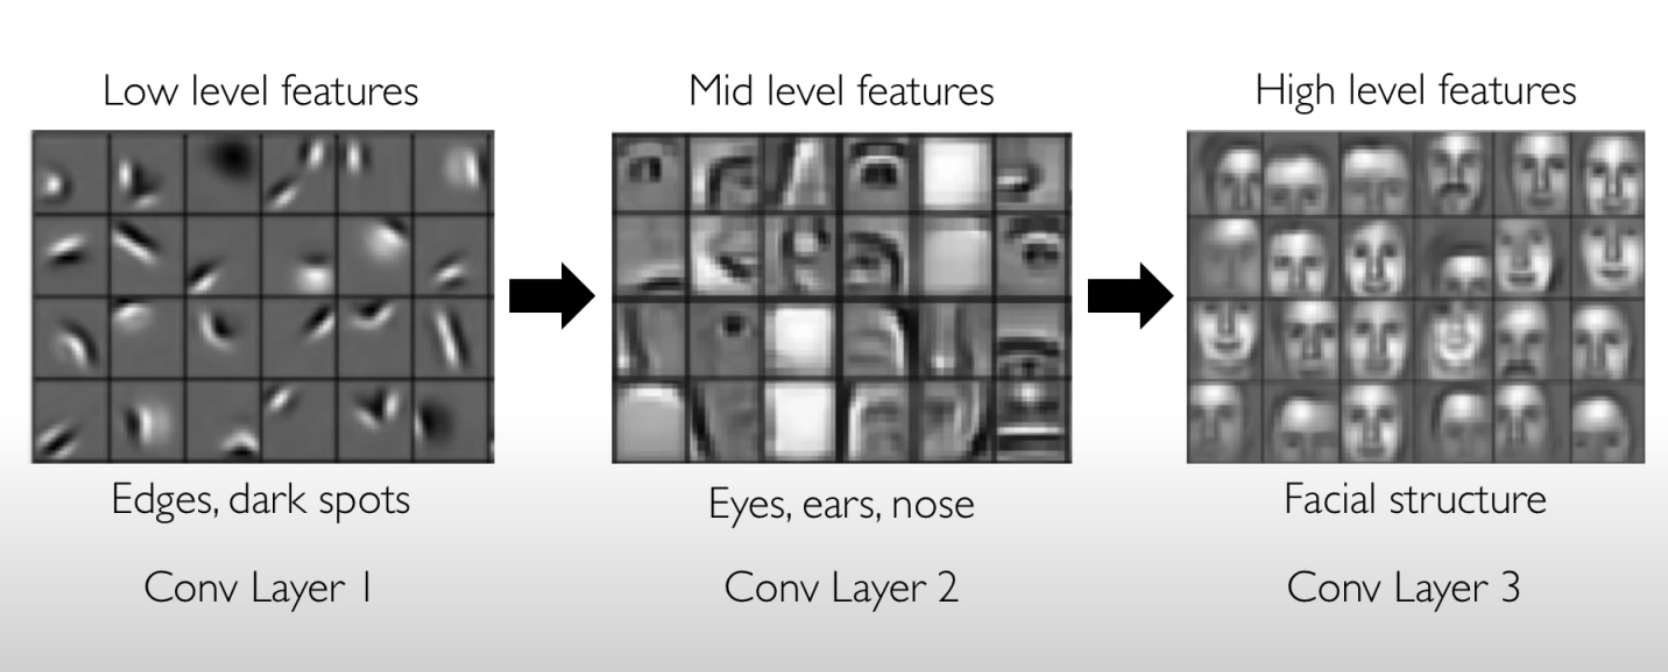 Low level features
Mid level features
High level features
Edges, dark spots
Eyes, ears, nose
Facial structure
Conv Layer 1
Conv Layer 2
Conv Layer 3